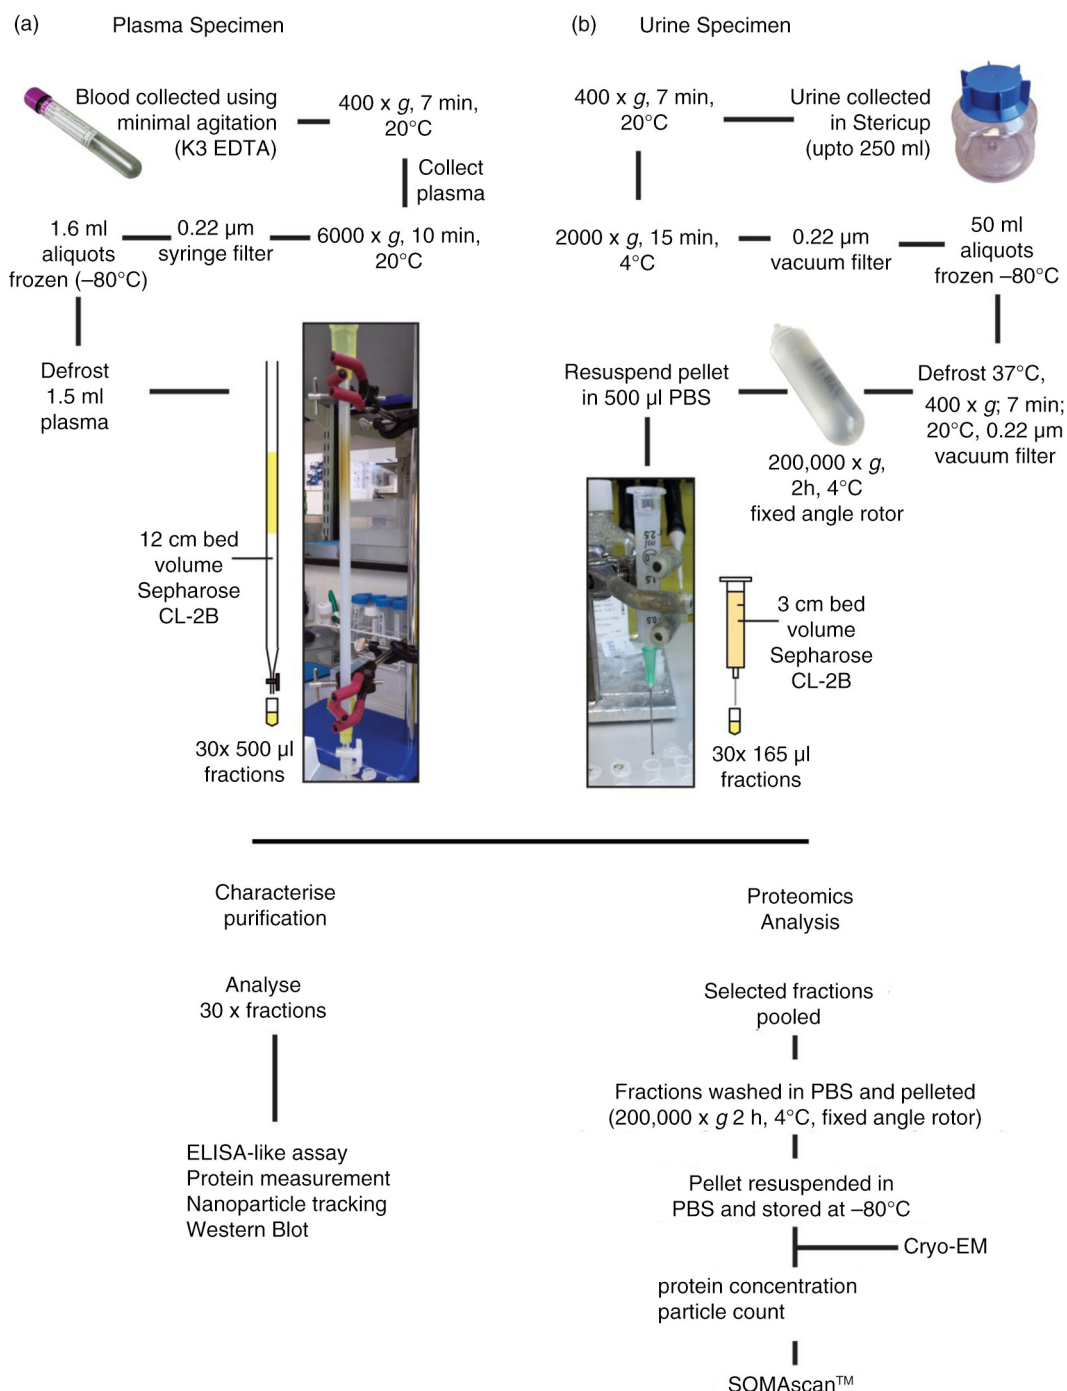 (a) Plasma Specimen
Blood collected using
minimal agitation
(K3 EDTA)
400 x g, 7 min,
20°C
Collect
plasma
6000 x g, 10 min,
20°C
0.22 µm
syringe filter
1.6 ml
aliquots
frozen (–80°C)
Defrost
1.5 ml
plasma
12 cm bed
volume
Sepharose
CL-2B
30x 500 µl
fractions
(b) Urine Specimen
Urine collected
in Stericup
(upto 250 ml)
400 x g, 7 min,
20°C
2000 x g, 15 min,
4°C
0.22 µm
vacuum filter
50 ml
aliquots
frozen –80°C
Defrost 37°C,
400 x g; 7 min;
20°C, 0.22 µm
vacuum filter
200,000 x g,
2h, 4°C
fixed angle rotor
Resuspend pellet
in 500 µl PBS
2.5
ml
1.5
0.5
3 cm bed
volume
Sepharose
CL-2B
30x 165 µl
fractions
Characterise
purification
Analyse
30 x fractions
ELISA-like assay
Protein measurement
Nanoparticle tracking
Western Blot
Proteomics
Analysis
Selected fractions
pooled
Fractions washed in PBS and pelleted
(200,000 x g 2 h, 4°C, fixed angle rotor)
Pellet resuspended in
PBS and stored at –80°C
Cryo-EM
protein concentration
particle count
SOMAscan™